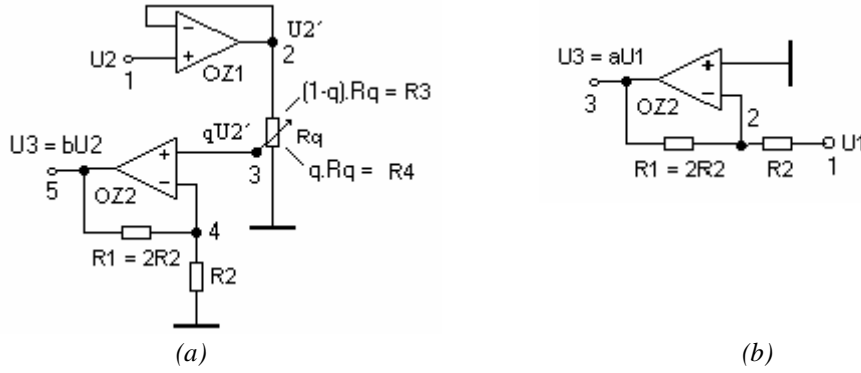 U2´
U2
1
−
+
OZ1
2
(1-q).Rq = R3
qU2´
Rq
3
q.Rq = R4
U3 = bU2
5
+
−
OZ2
4
R1 = 2R2
R2
(a)
U3 = aU1
3
+
−
OZ2
2
R1 = 2R2
R2
U1
1
(b)